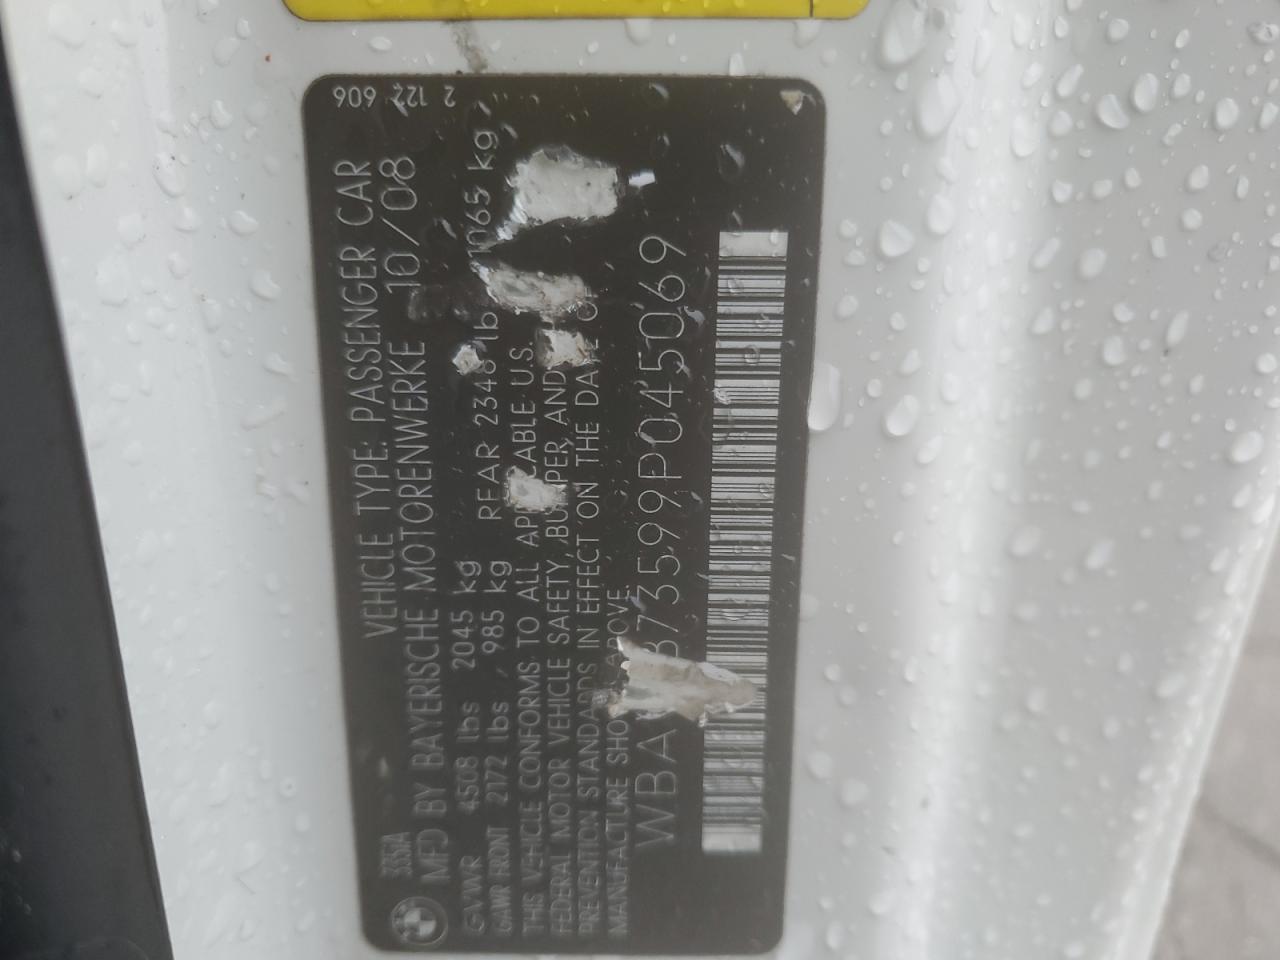 335IA VEHICLE TYPE: PASSENGER CAR
MFD BY BAYERISCHE MOTORENWERKE 10/08
GVWR 4508 lbs 2045 kg
GAWR FRONT 2172 lbs / 985 kg REAR 2348 lb 1065 kg
THIS VEHICLE CONFORMS TO ALL APPLICABLE U.S.
FEDERAL MOTOR VEHICLE SAFETY, BUMPER, AND
PREVENTION STANDARDS IN EFFECT ON THE DATE OF
MANUFACTURE SHO ABOVE.
WBA B73599P045069
2 122 606